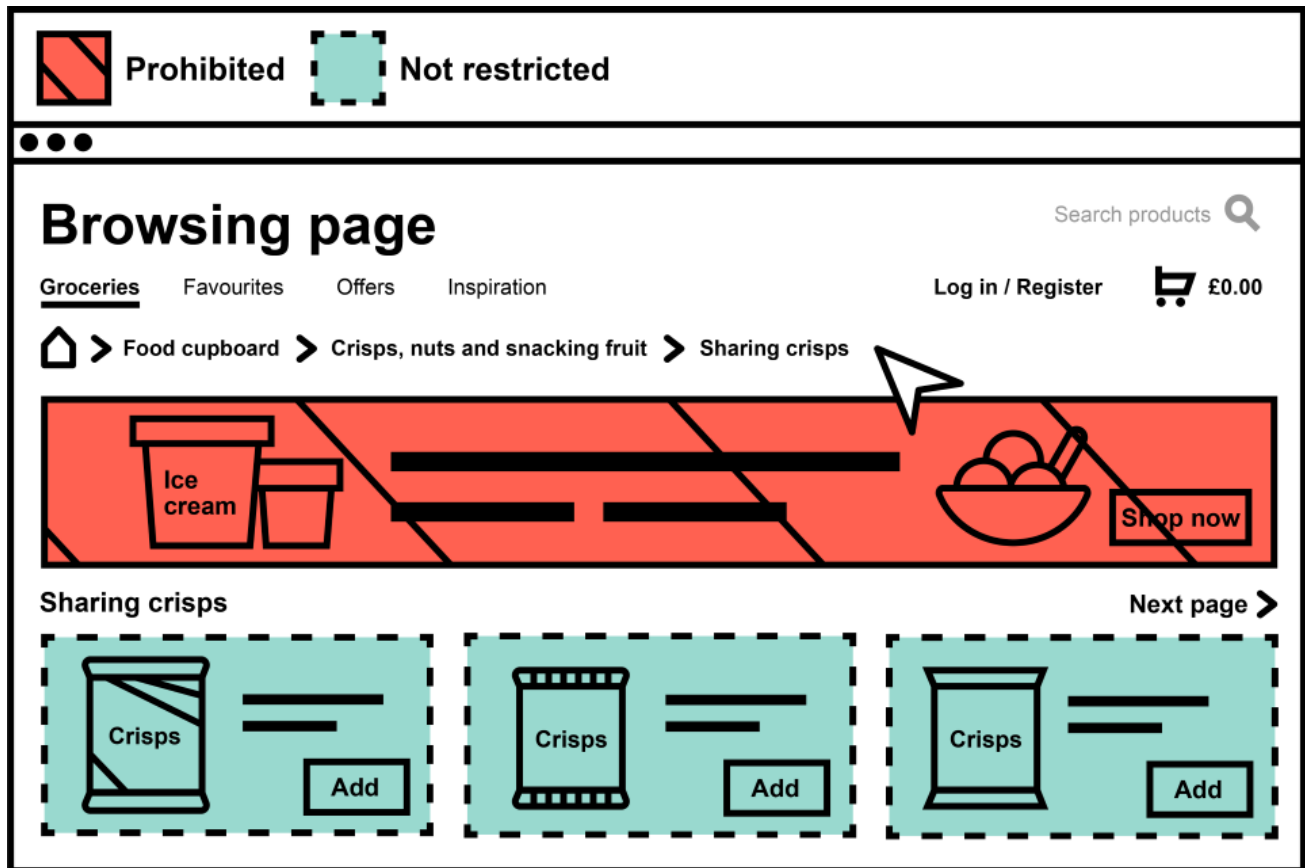 Prohibited Not restricted
Browsing page
Search products
Groceries Favourites Offers Inspiration
Log in / Register £0.00
Food cupboard Crisps, nuts and snacking fruit Sharing crisps
Ice
cream
Shop now
Sharing crisps
Next page
Crisps
Add
Crisps
Add
Crisps
Add